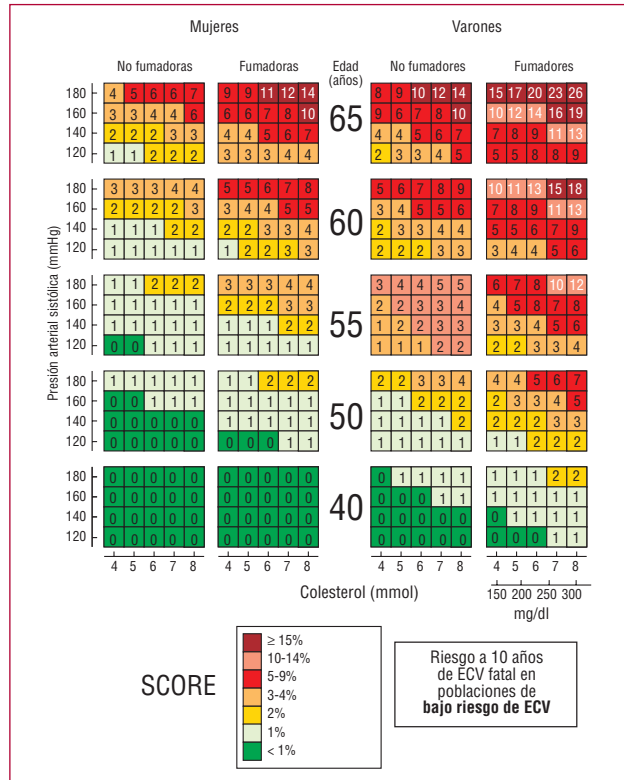 Mujeres
Varones
No fumadoras
Fumadoras
Edad
(años)
No fumadores
Fumadores
Presión arterial sistólica (mmHg)
180 4 5 6 6 7 9 9 11 12 14 8 9 10 12 14 15 17 20 23 26
160 3 3 4 4 6 6 6 7 8 10 9 6 7 8 10 10 12 14 16 19
65
140 2 2 2 3 3 4 4 5 6 7 4 4 5 6 7 7 8 9 11 13
120 1 1 2 2 2 3 3 3 4 4 2 3 3 4 5 5 5 8 8 9
180 3 3 3 4 4 5 5 6 7 8 5 6 7 8 9 10 11 13 15 18
160 2 2 2 2 3 3 4 4 5 5 3 4 5 5 6 7 8 9 11 13
60
140 1 1 1 2 2 2 2 3 3 4 2 3 3 3 4 5 5 6 7 9
120 1 1 1 1 1 1 2 2 3 3 2 2 2 3 3 3 4 4 5 6
180 1 1 2 2 2 3 3 3 4 4 3 4 4 5 5 6 7 8 10 12
160 1 1 1 1 1 2 2 2 3 3 2 2 3 3 4 4 5 8 7 8
55
140 1 1 1 1 1 1 1 1 2 2 1 2 2 3 3 3 3 4 5 6
120 0 0 1 1 1 1 1 1 1 1 1 1 1 2 2 2 2 3 3 4
180 1 1 1 1 1 1 1 2 2 2 2 2 3 3 4 4 4 5 6 7
160 0 0 1 1 1 1 1 1 1 1 1 1 2 2 2 2 3 3 4 5
50
140 0 0 0 0 0 1 1 1 1 1 1 1 1 1 2 2 2 2 3 3
120 0 0 0 0 0 0 0 0 1 1 1 1 1 1 1 1 1 2 2 2
180 0 0 0 0 0 0 0 0 0 0 0 1 1 1 1 1 1 1 2 2
160 0 0 0 0 0 0 0 0 0 0 0 0 0 1 1 1 1 1 1 1
40
140 0 0 0 0 0 0 0 0 0 0 0 0 0 0 0 0 1 1 1 1
120 0 0 0 0 0 0 0 0 0 0 0 0 0 0 0 0 0 0 1 1
4 5 6 7 8 4 5 6 7 8 4 5 6 7 8 4 5 6 7 8
Colesterol (mmol)
150 200 250 300
mg/dl
SCORE
≥ 15%
10-14%
5-9%
3-4%
2%
1%
< 1%
Riesgo a 10 años
de ECV fatal en
poblaciones de
bajo riesgo de ECV